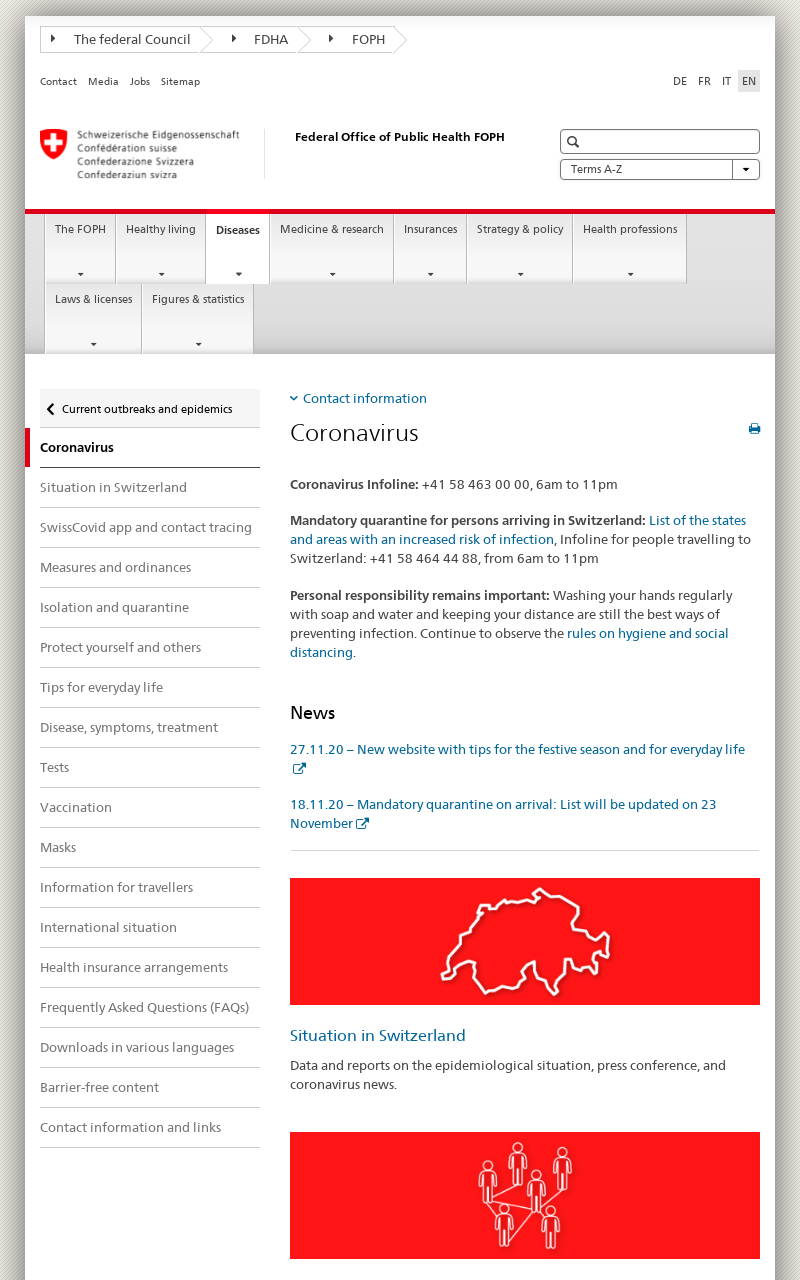 The federal Council
FDHA
FOPH
Contact Media Jobs Sitemap
DE FR IT EN
Schweizerische Eidgenossenschaft
Confédération suisse
Confederazione Svizzera
Confederaziun svizra
Federal Office of Public Health FOPH
Terms A-Z
The FOPH
Healthy living
Diseases
Medicine & research
Insurances
Strategy & policy
Health professions
Laws & licenses
Figures & statistics
Current outbreaks and epidemics
Coronavirus
Situation in Switzerland
SwissCovid app and contact tracing
Measures and ordinances
Isolation and quarantine
Protect yourself and others
Tips for everyday life
Disease, symptoms, treatment
Tests
Vaccination
Masks
Information for travellers
International situation
Health insurance arrangements
Frequently Asked Questions (FAQs)
Downloads in various languages
Barrier-free content
Contact information and links
Contact information
Coronavirus
Coronavirus Infoline: +41 58 463 00 00, 6am to 11pm
Mandatory quarantine for persons arriving in Switzerland: List of the states
and areas with an increased risk of infection, Infoline for people travelling to
Switzerland: +41 58 464 44 88, from 6am to 11pm
Personal responsibility remains important: Washing your hands regularly
with soap and water and keeping your distance are still the best ways of
preventing infection. Continue to observe the rules on hygiene and social
distancing.
News
27.11.20 – New website with tips for the festive season and for everyday life
18.11.20 – Mandatory quarantine on arrival: List will be updated on 23
November
Situation in Switzerland
Data and reports on the epidemiological situation, press conference, and
coronavirus news.